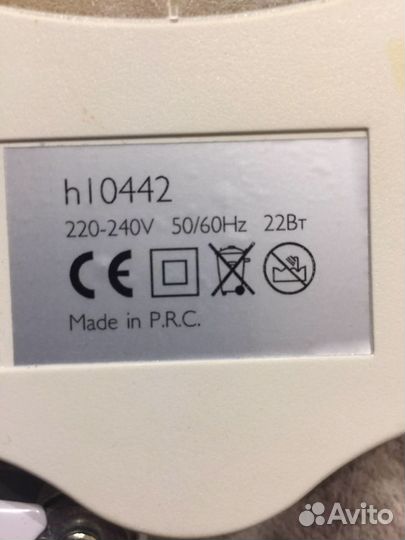 hl0442
220-240V 50/60Hz 22Вт
CE
Made in P.R.C.
Avito